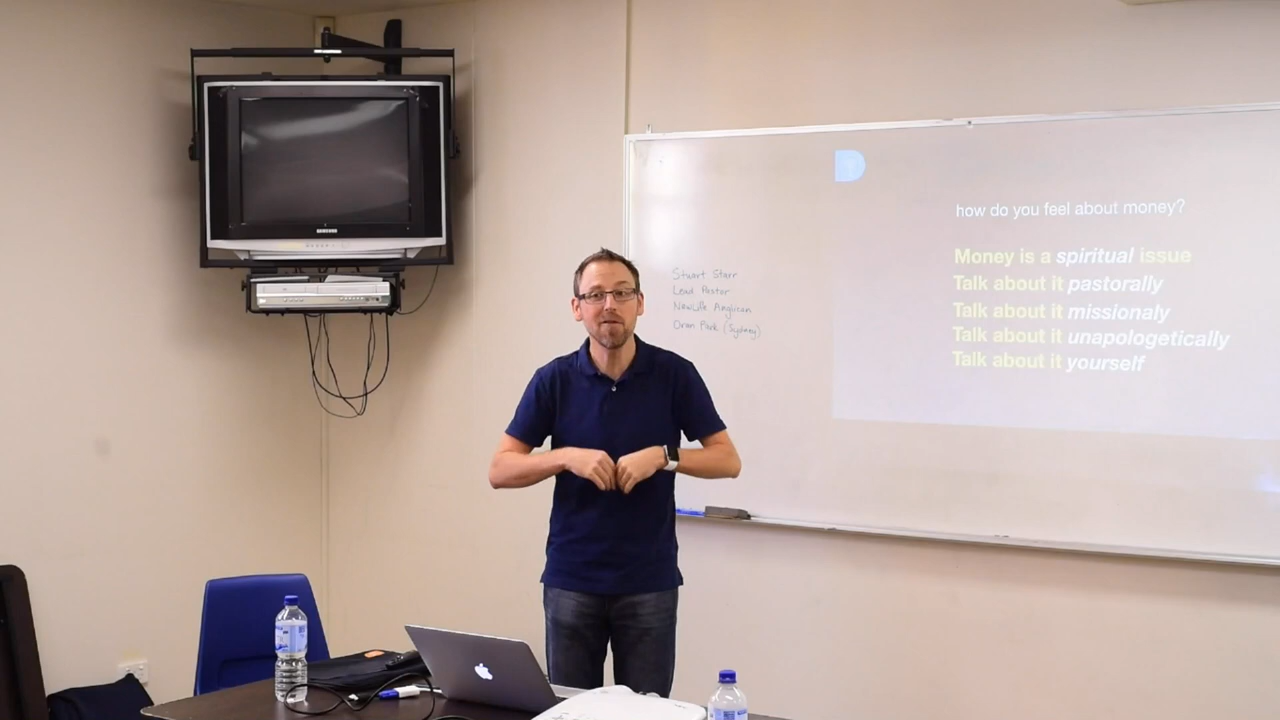 Stuart Starr
Lead Pastor
NewLife Anglican
Oran Park (Sydney)
how do you feel about money?
Money is a spiritual issue
Talk about it pastorally
Talk about it missionaly
Talk about it unapologetically
Talk about it yourself